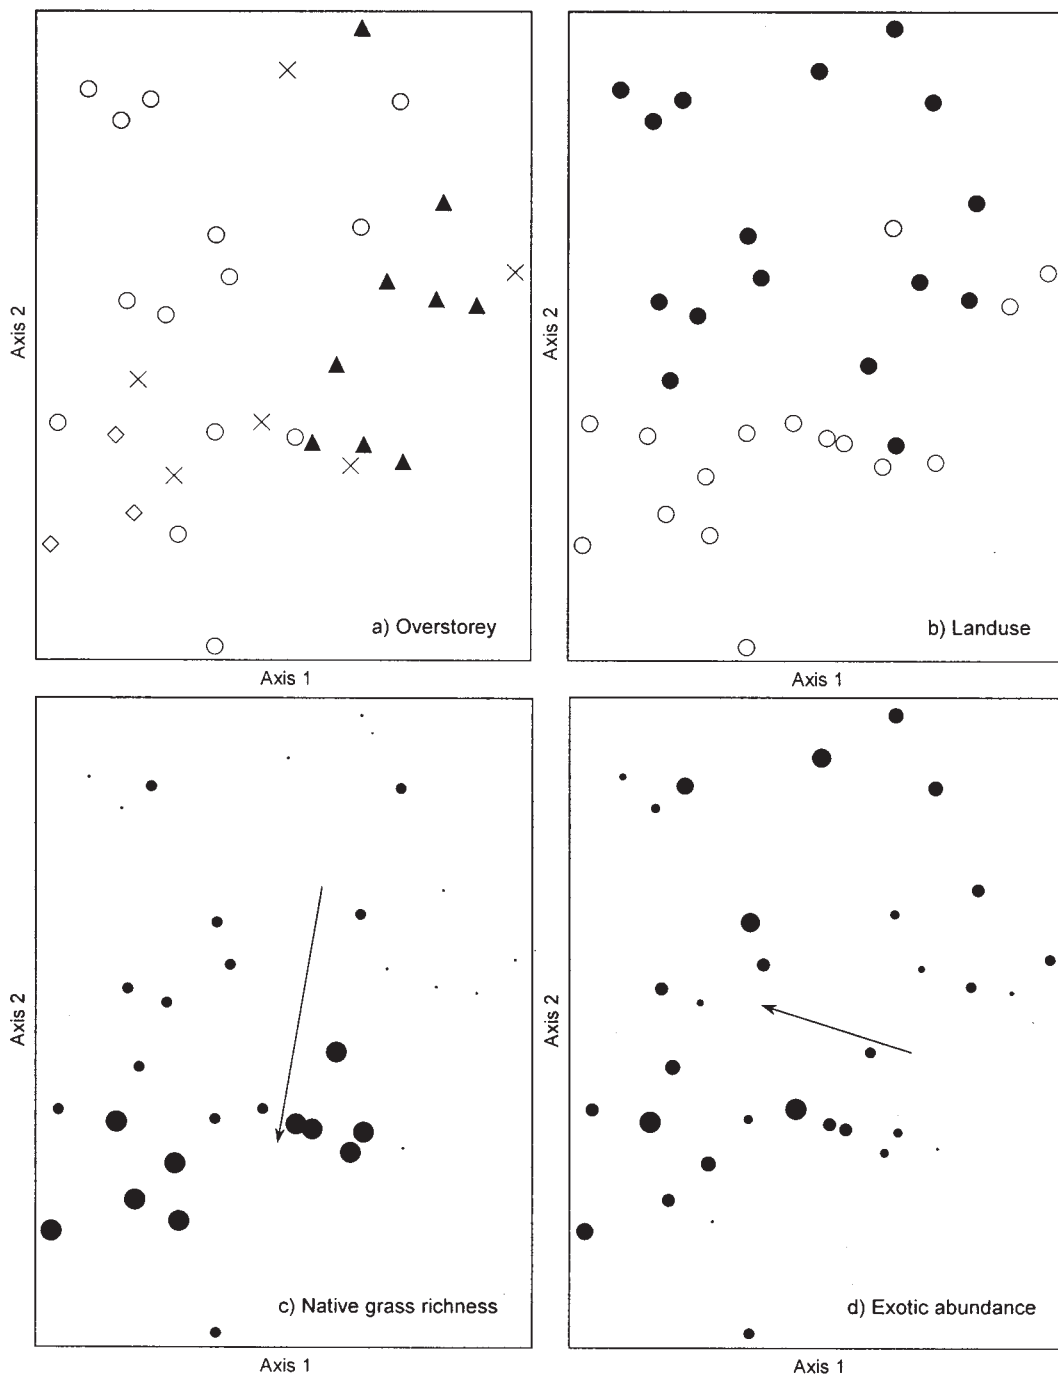 Axis 2
a) Overstorey
Axis 1
Axis 2
b) Landuse
Axis 1
Axis 2
c) Native grass richness
Axis 1
Axis 2
d) Exotic abundance
Axis 1